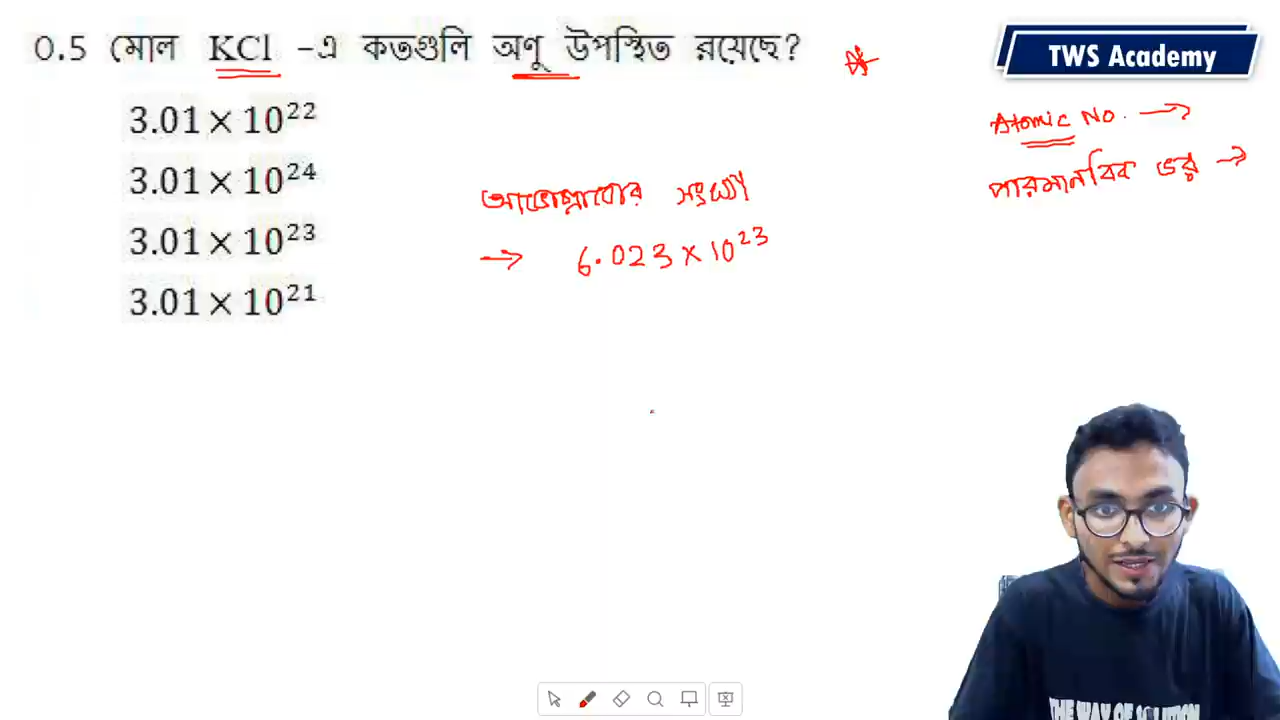 0.5 মোল KCl -এ কতগুলি অণু উপস্থিত রয়েছে?
TWS Academy
3.01 × 10²²
3.01 × 10²⁴
3.01 × 10²³
3.01 × 10²¹
Atomic No. →
পারমানবিক ভর →
সংখ্যা
→ 6.023 × 10²³
THE WAY OF SOLUTION